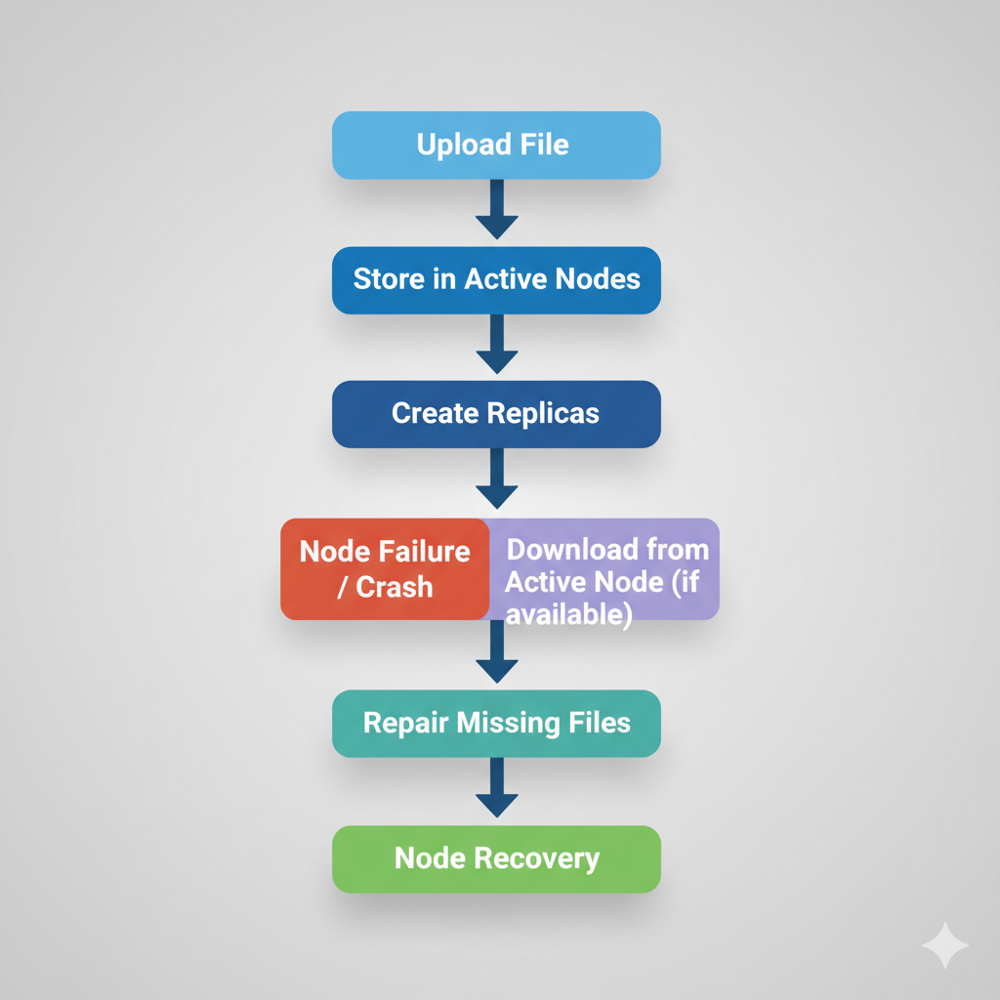 Upload File
Store in Active Nodes
Create Replicas
Node Failure
/ Crash
Download from
Active Node (if
available)
Repair Missing Files
Node Recovery